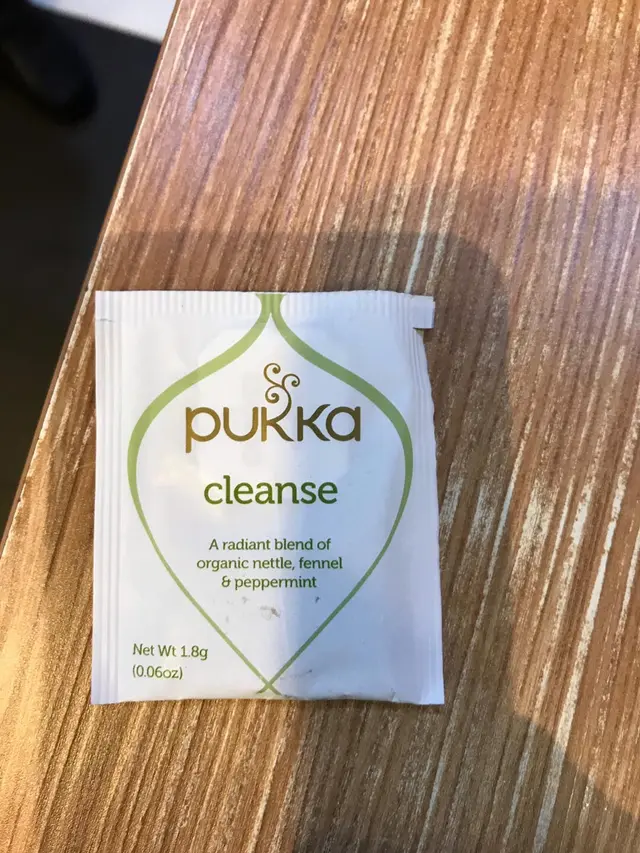 pukka
cleanse
A radiant blend of
organic nettle, fennel
& peppermint
Net Wt 1.8g
(0.06oz)